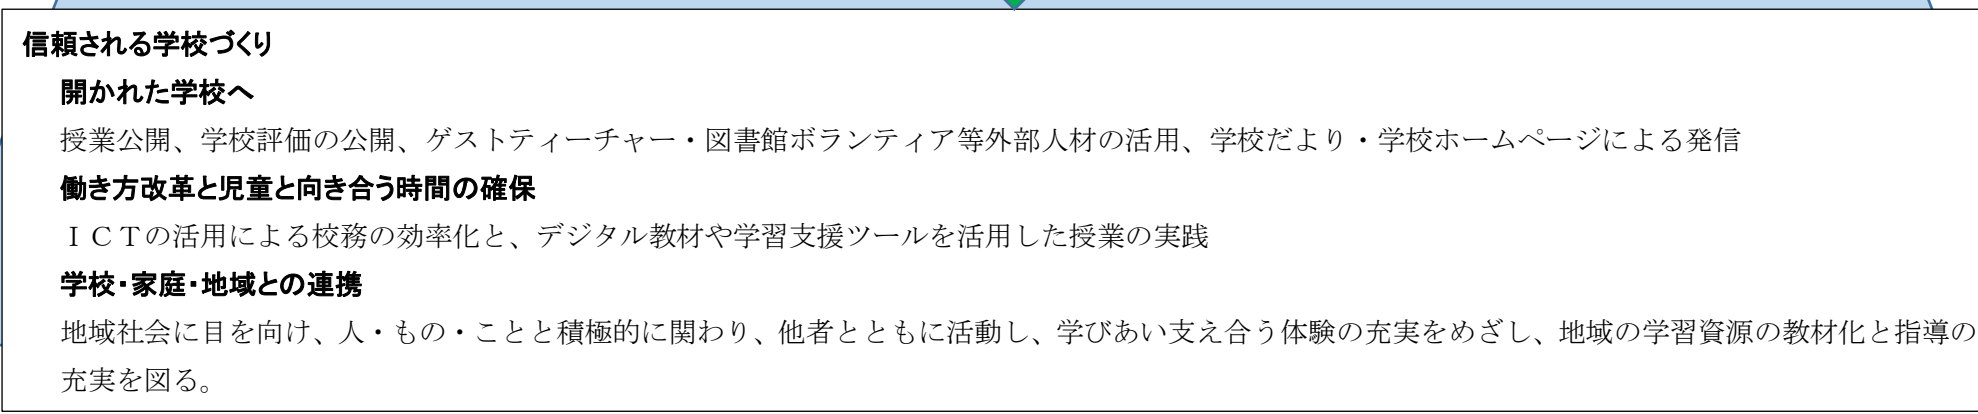 信頼される学校づくり
開かれた学校へ
授業公開、学校評価の公開、ゲストティーチャー・図書館ボランティア等外部人材の活用、学校だより・学校ホームページによる発信
働き方改革と児童と向き合う時間の確保
ＩＣＴの活用による校務の効率化と、デジタル教材や学習支援ツールを活用した授業の実践
学校・家庭・地域との連携
地域社会に目を向け、人・もの・ことと積極的に関わり、他者とともに活動し、学びあい支え合う体験の充実をめざし、地域の学習資源の教材化と指導の
充実を図る。